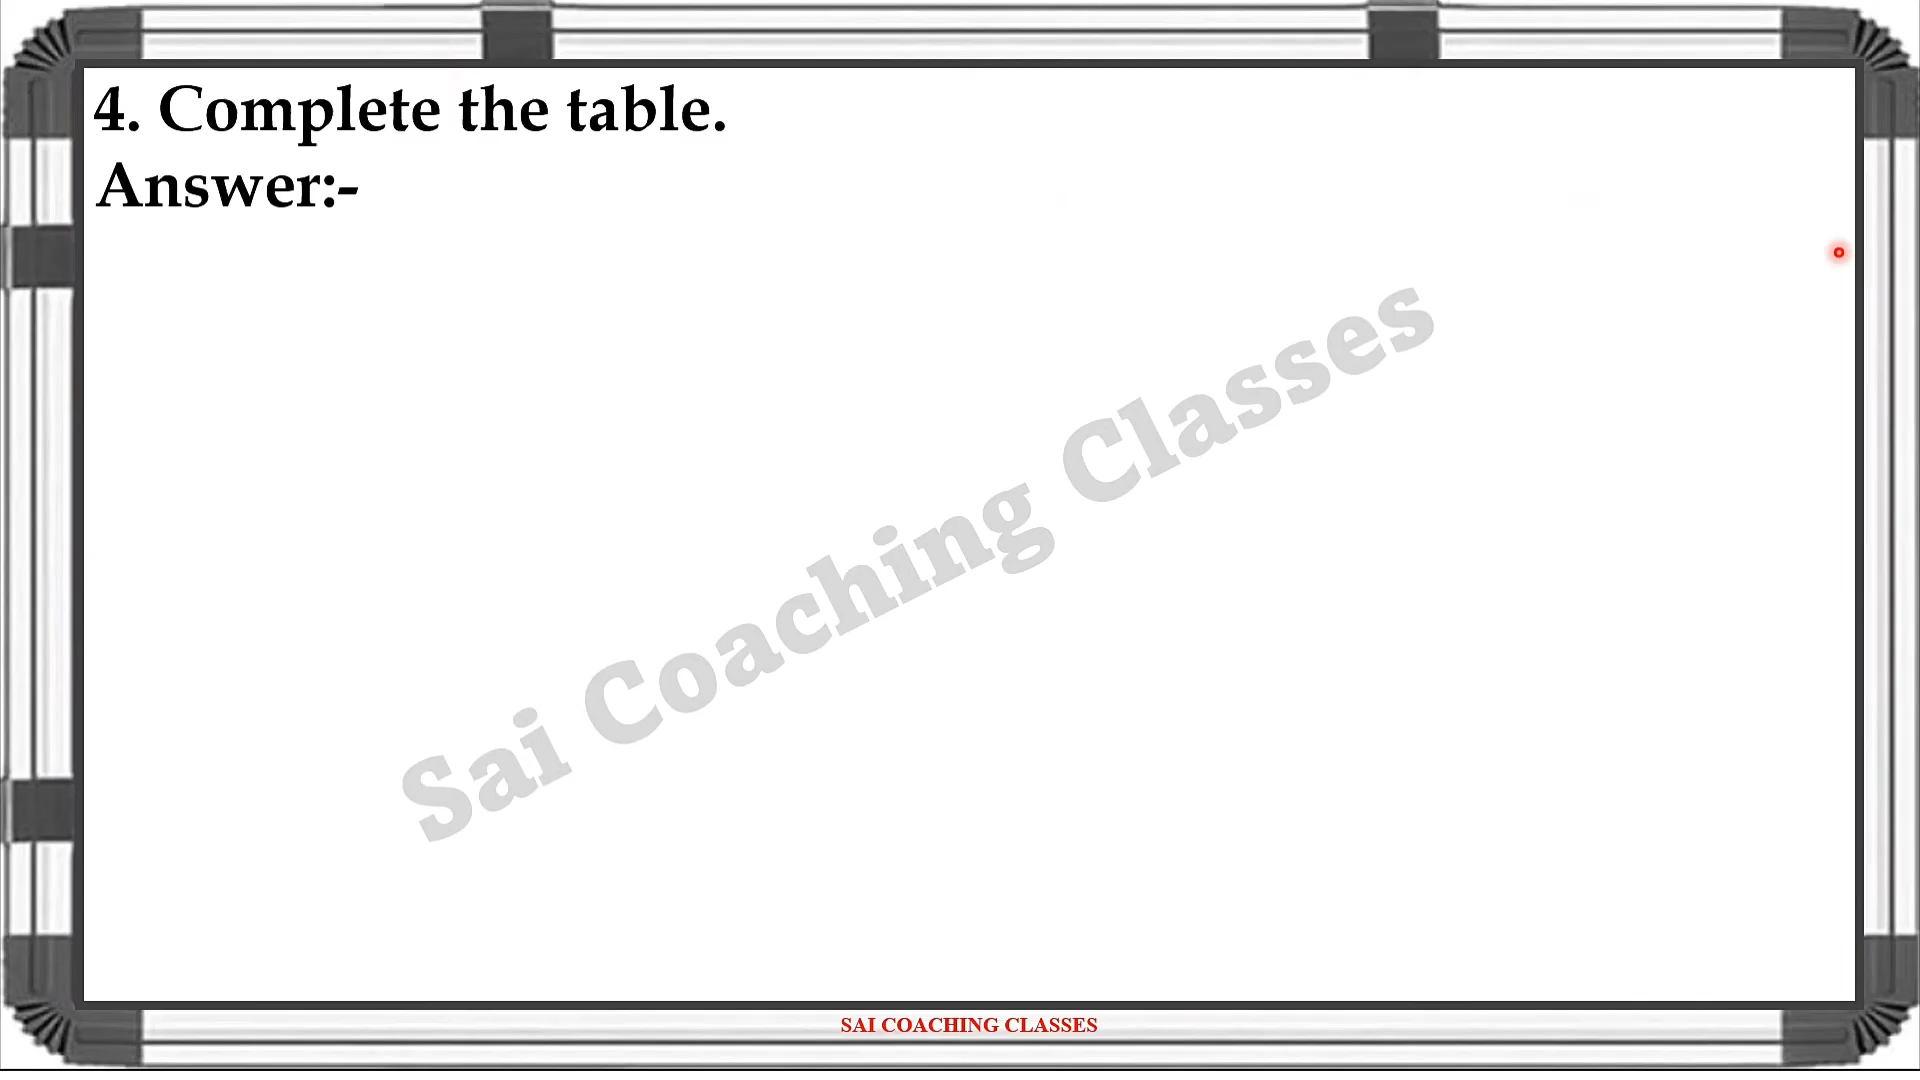 4. Complete the table.
Answer:-
Sai Coaching Classes
SAI COACHING CLASSES